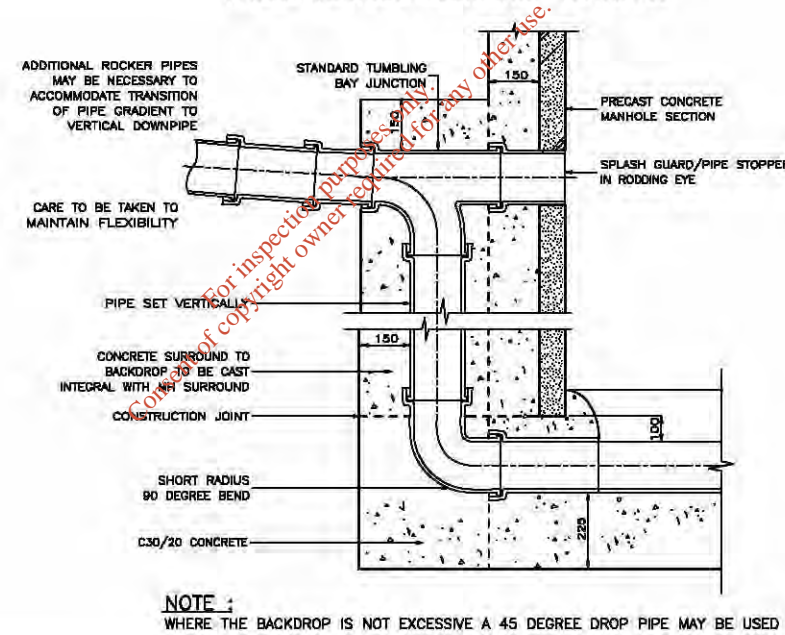 ADDITIONAL ROCKER PIPES
MAY BE NECESSARY TO
ACCOMMODATE TRANSITION
OF PIPE GRADIENT TO
VERTICAL DOWNPIPE
STANDARD TUMBLING
BAY JUNCTION
150
150
PRECAST CONCRETE
MANHOLE SECTION
SPLASH GUARD/PIPE STOPPER
IN RODDING EYE
CARE TO BE TAKEN TO
MAINTAIN FLEXIBILITY
For inspection purposes only.
Consent of copyright owner required for any other use.
PIPE SET VERTICALLY
150
CONCRETE SURROUND TO
BACKDROP TO BE CAST
INTEGRAL WITH MH SURROUND
CONSTRUCTION JOINT
100
SHORT RADIUS
90 DEGREE BEND
225
C30/20 CONCRETE
NOTE :
WHERE THE BACKDROP IS NOT EXCESSIVE A 45 DEGREE DROP PIPE MAY BE USED